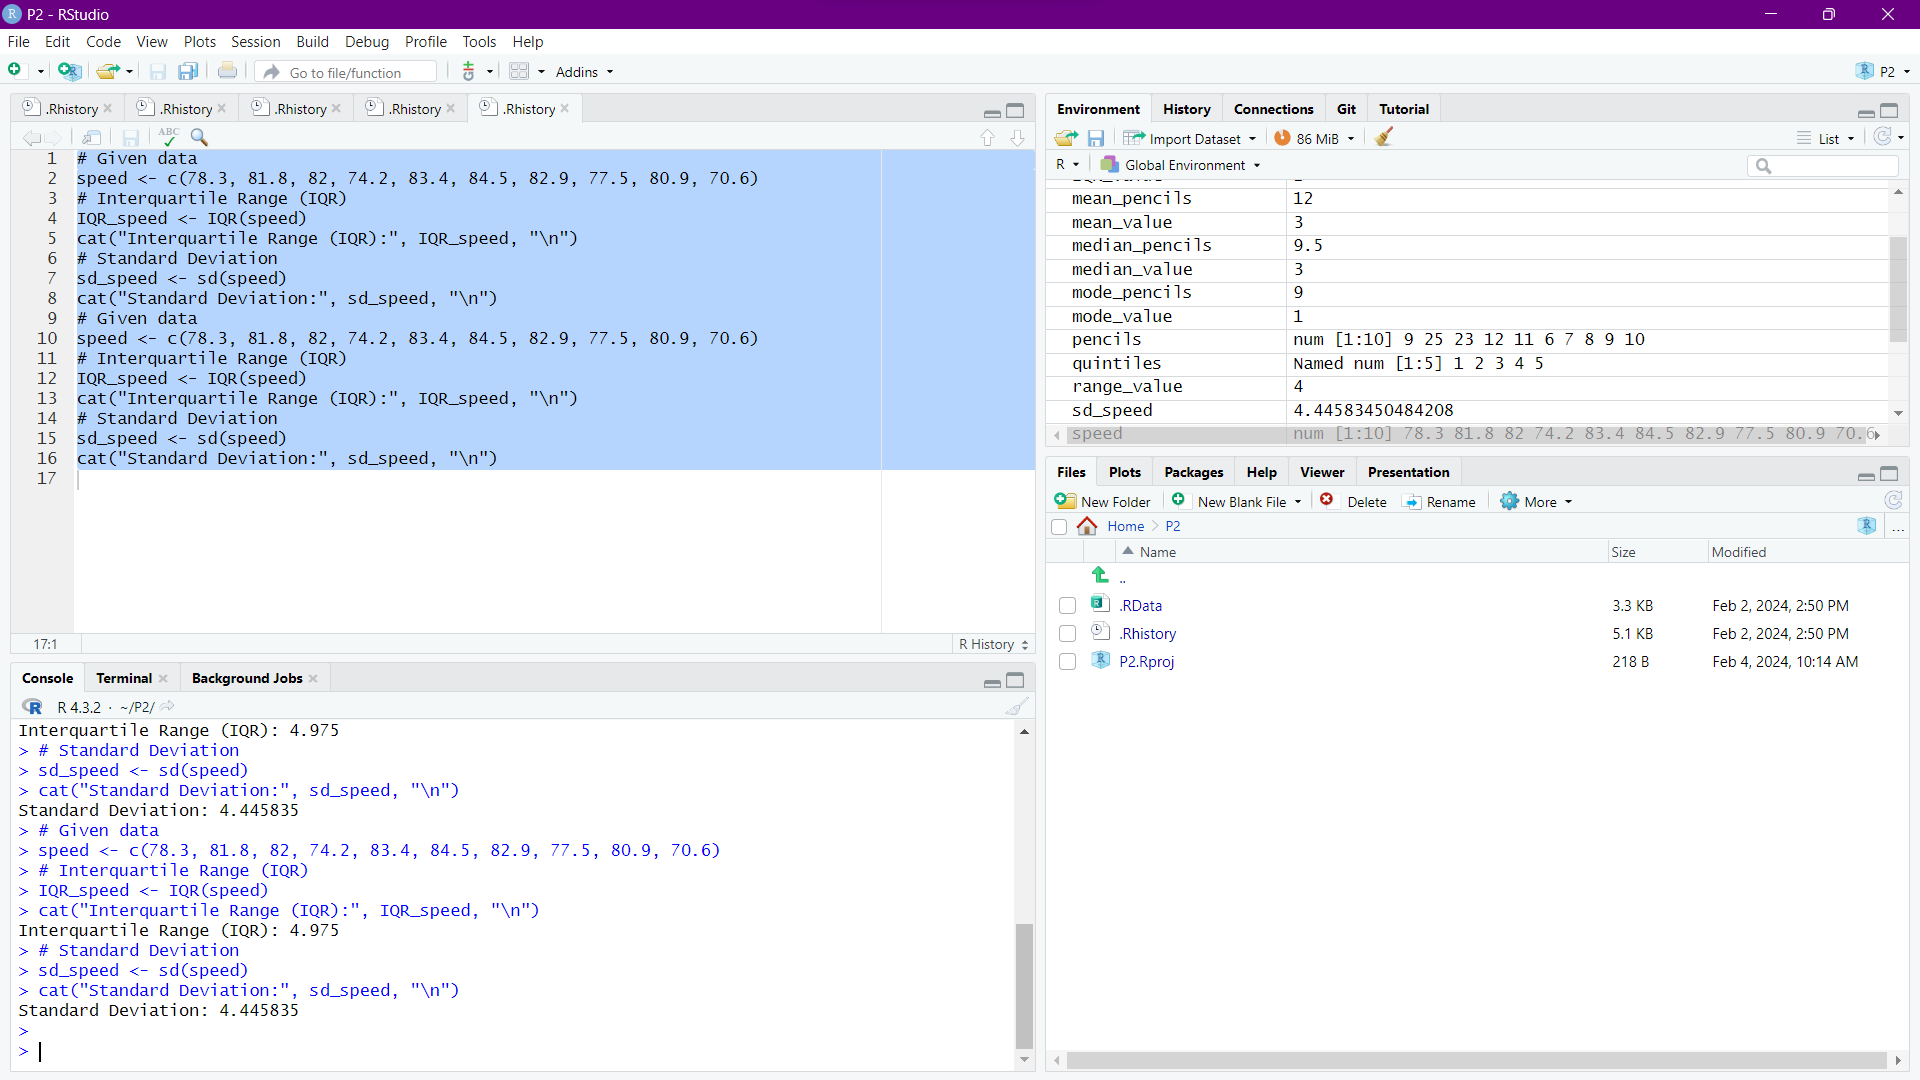 P2 - RStudio
File Edit Code View Plots Session Build Debug Profile Tools Help
Go to file/function Addins P2
.Rhistory .Rhistory .Rhistory .Rhistory .Rhistory
ABC
1 # Given data
2 speed <- c(78.3, 81.8, 82, 74.2, 83.4, 84.5, 82.9, 77.5, 80.9, 70.6)
3 # Interquartile Range (IQR)
4 IQR_speed <- IQR(speed)
5 cat("Interquartile Range (IQR):", IQR_speed, "\n")
6 # Standard Deviation
7 sd_speed <- sd(speed)
8 cat("Standard Deviation:", sd_speed, "\n")
9 # Given data
10 speed <- c(78.3, 81.8, 82, 74.2, 83.4, 84.5, 82.9, 77.5, 80.9, 70.6)
11 # Interquartile Range (IQR)
12 IQR_speed <- IQR(speed)
13 cat("Interquartile Range (IQR):", IQR_speed, "\n")
14 # Standard Deviation
15 sd_speed <- sd(speed)
16 cat("Standard Deviation:", sd_speed, "\n")
17
17:1 R History
Console Terminal Background Jobs
R 4.3.2 · ~/P2/
Interquartile Range (IQR): 4.975
> # Standard Deviation
> sd_speed <- sd(speed)
> cat("Standard Deviation:", sd_speed, "\n")
Standard Deviation: 4.445835
> # Given data
> speed <- c(78.3, 81.8, 82, 74.2, 83.4, 84.5, 82.9, 77.5, 80.9, 70.6)
> # Interquartile Range (IQR)
> IQR_speed <- IQR(speed)
> cat("Interquartile Range (IQR):", IQR_speed, "\n")
Interquartile Range (IQR): 4.975
> # Standard Deviation
> sd_speed <- sd(speed)
> cat("Standard Deviation:", sd_speed, "\n")
Standard Deviation: 4.445835
>
>
Environment History Connections Git Tutorial
Import Dataset 86 MiB List
R Global Environment
mean_pencils 12
mean_value 3
median_pencils 9.5
median_value 3
mode_pencils 9
mode_value 1
pencils num [1:10] 9 25 23 12 11 6 7 8 9 10
quintiles Named num [1:5] 1 2 3 4 5
range_value 4
sd_speed 4.44583450484208
speed num [1:10] 78.3 81.8 82 74.2 83.4 84.5 82.9 77.5 80.9 70.6
Files Plots Packages Help Viewer Presentation
New Folder New Blank File Delete Rename More
Home P2 ...
Name Size Modified
..
.RData 3.3 KB Feb 2, 2024, 2:50 PM
.Rhistory 5.1 KB Feb 2, 2024, 2:50 PM
P2.Rproj 218 B Feb 4, 2024, 10:14 AM